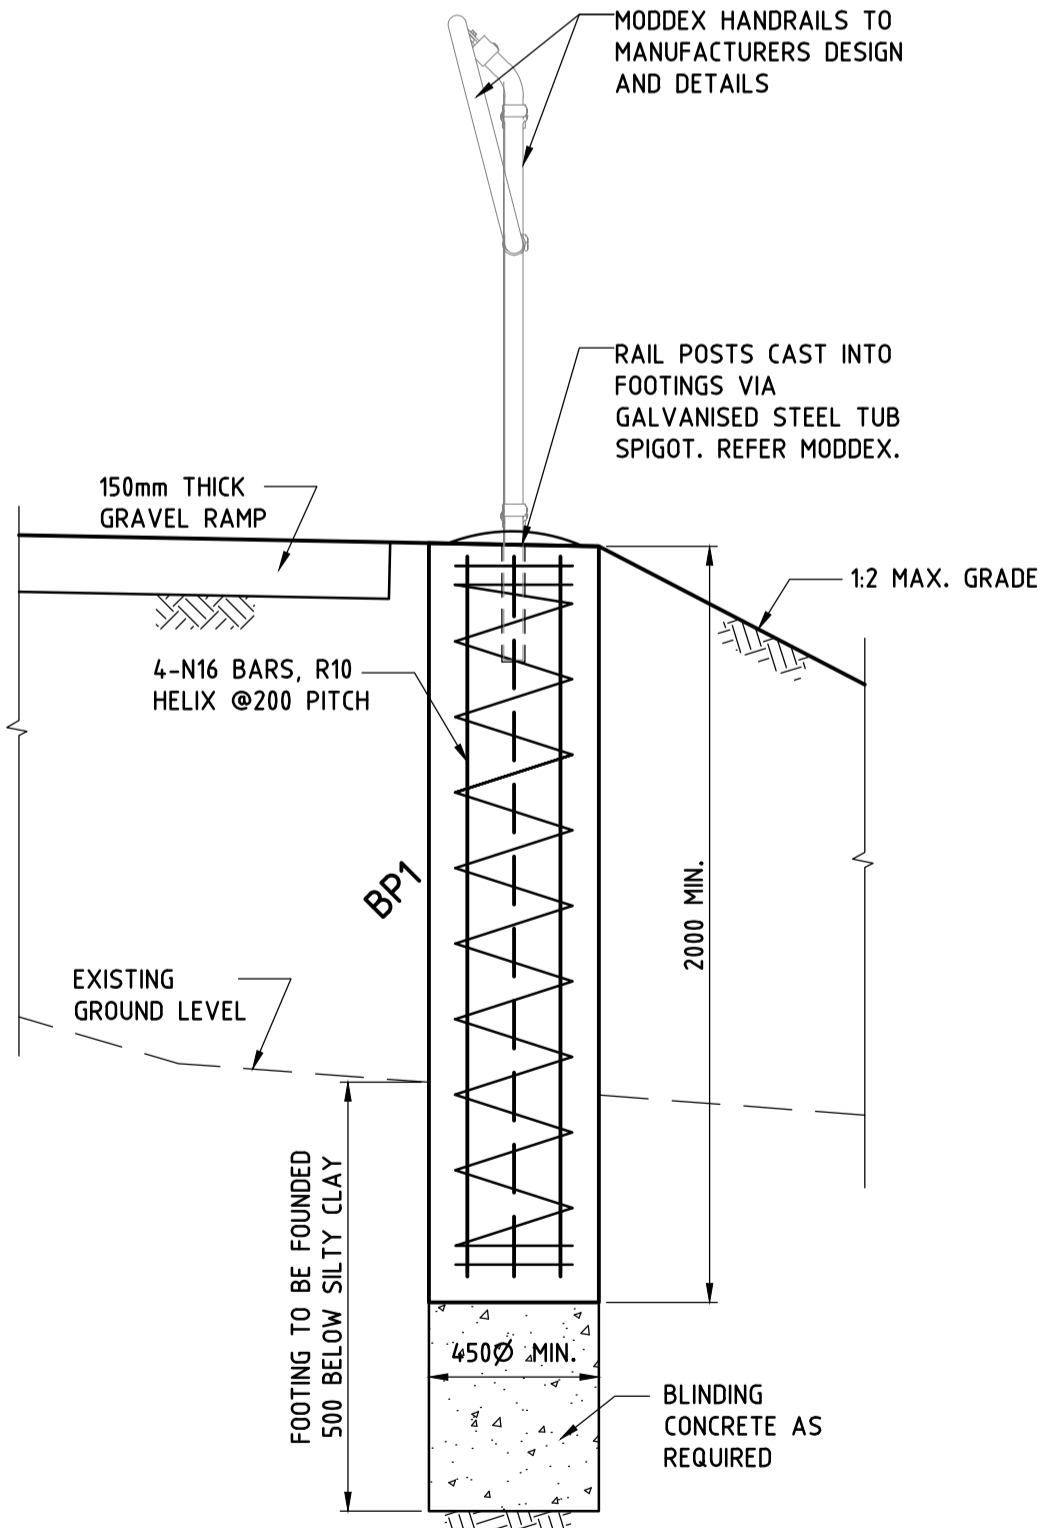 MODDEX HANDRAILS TO
MANUFACTURERS DESIGN
AND DETAILS
RAIL POSTS CAST INTO
FOOTINGS VIA
GALVANISED STEEL TUB
SPIGOT. REFER MODDEX.
150mm THICK
GRAVEL RAMP
1:2 MAX. GRADE
4-N16 BARS, R10
HELIX @200 PITCH
BP1
2000 MIN.
EXISTING
GROUND LEVEL
FOOTING TO BE FOUNDED
500 BELOW SILTY CLAY
450Ø MIN.
BLINDING
CONCRETE AS
REQUIRED